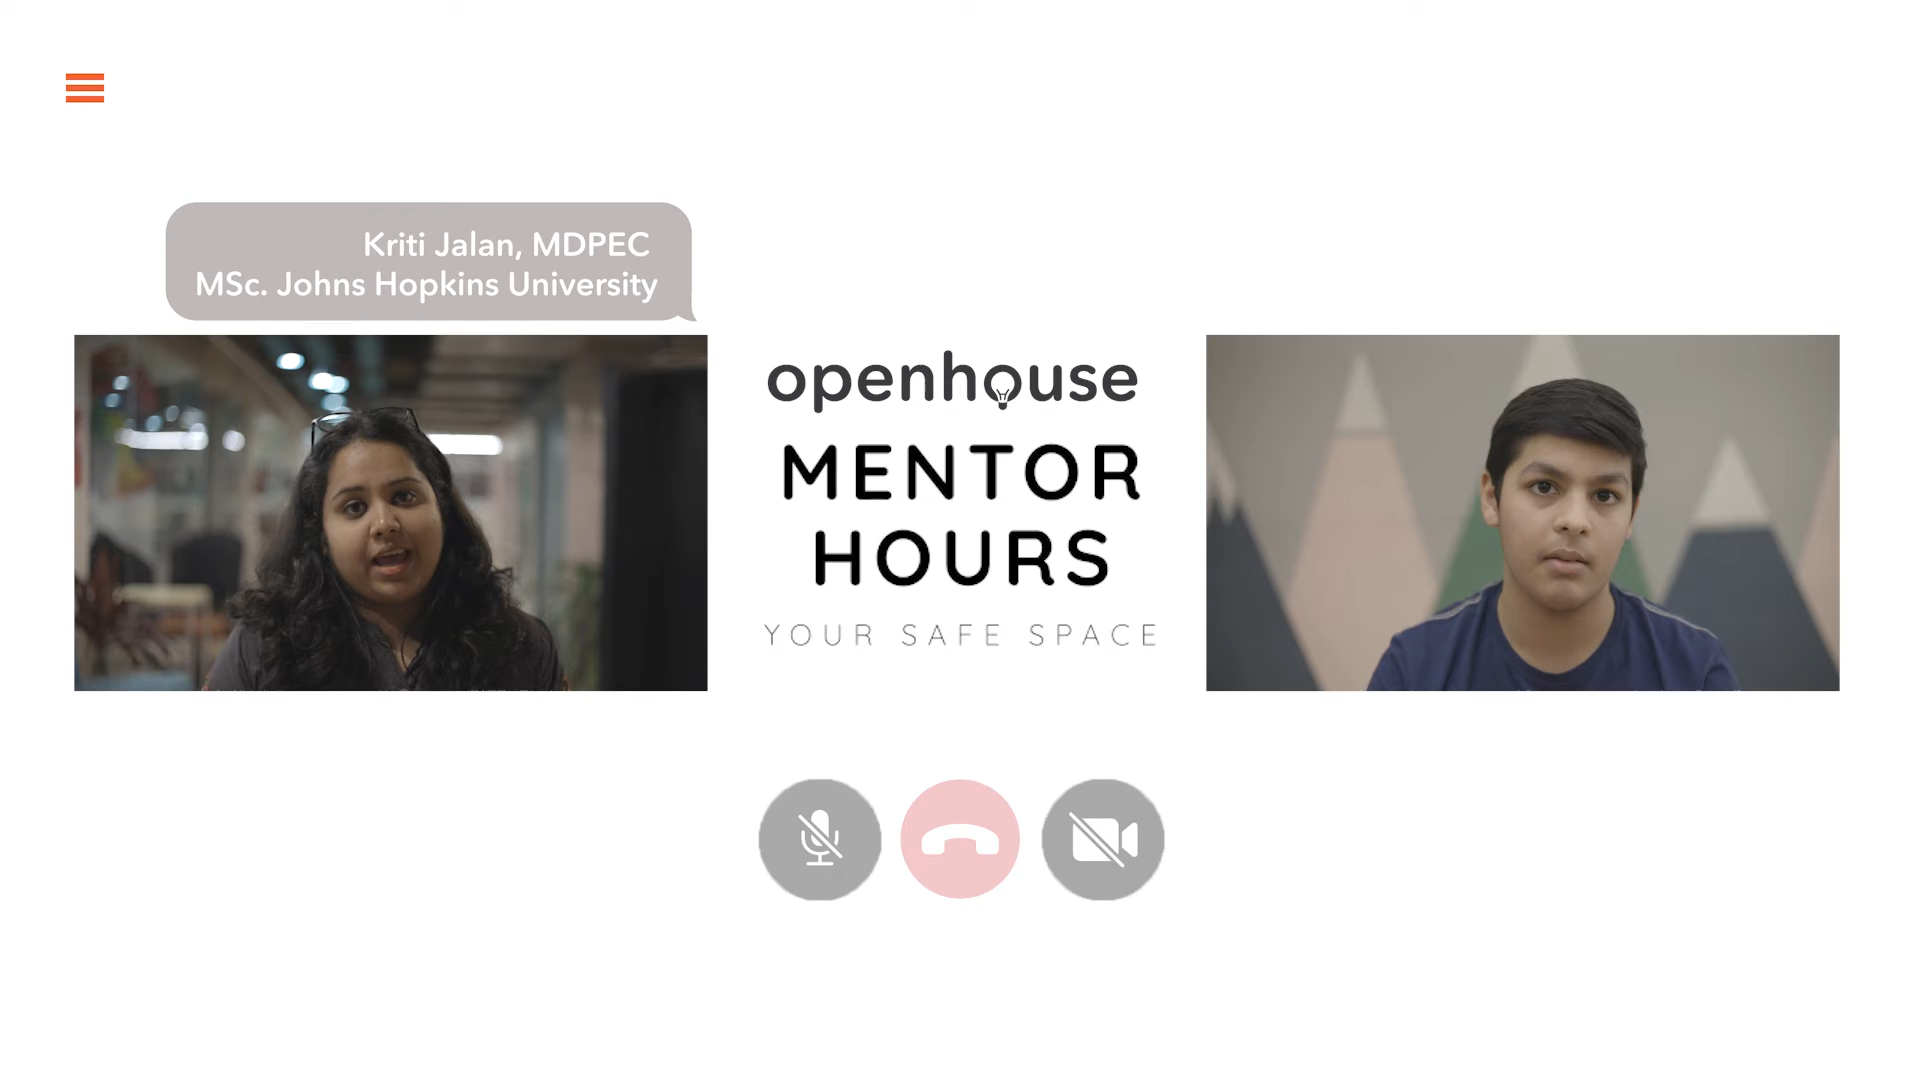 Kriti Jalan, MDPEC
MSc. Johns Hopkins University
openhouse
MENTOR
HOURS
YOUR SAFE SPACE